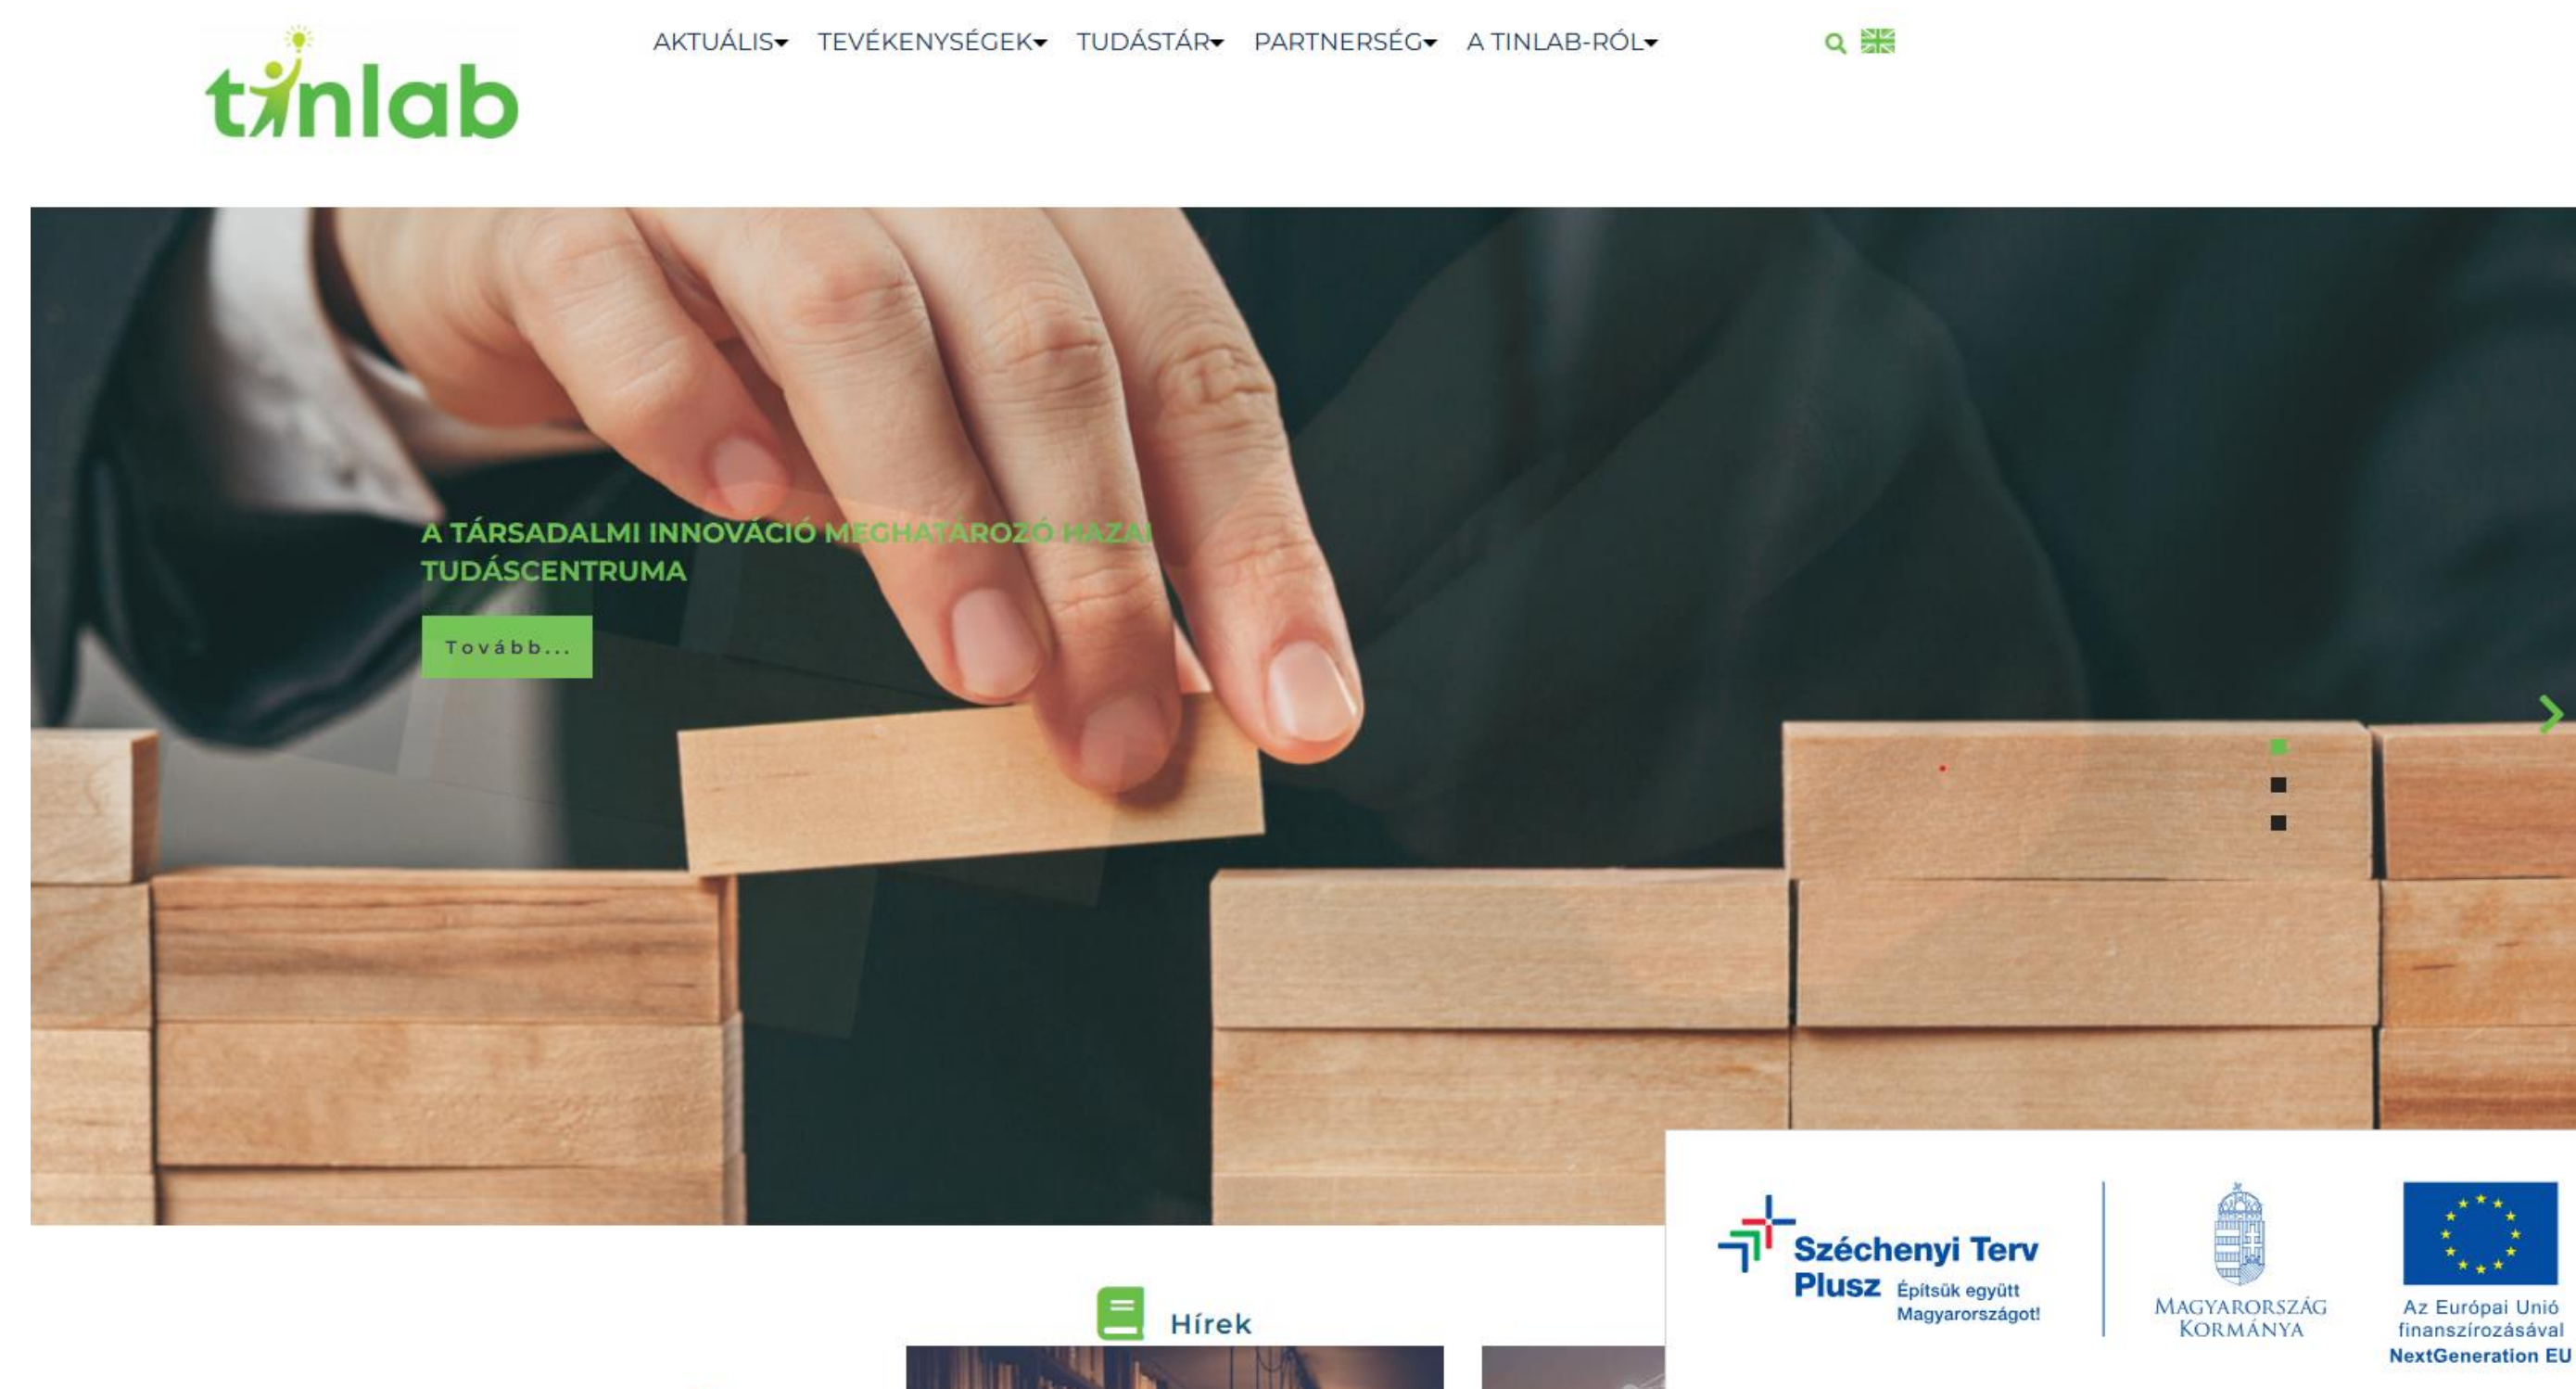 tinlab
AKTUÁLIS
TEVÉKENYSÉGEK
TUDÁSTÁR
PARTNERSÉG
A TINLAB-RÓL
A TÁRSADALMI INNOVÁCIÓ MEGHATÁROZÓ HAZAI
TUDÁSCENTRUMA
Tovább...
Hírek
Széchenyi Terv
Plusz
Építsük együtt
Magyarországot!
MAGYARORSZÁG
KORMÁNYA
Az Európai Unió
finanszírozásával
NextGeneration EU